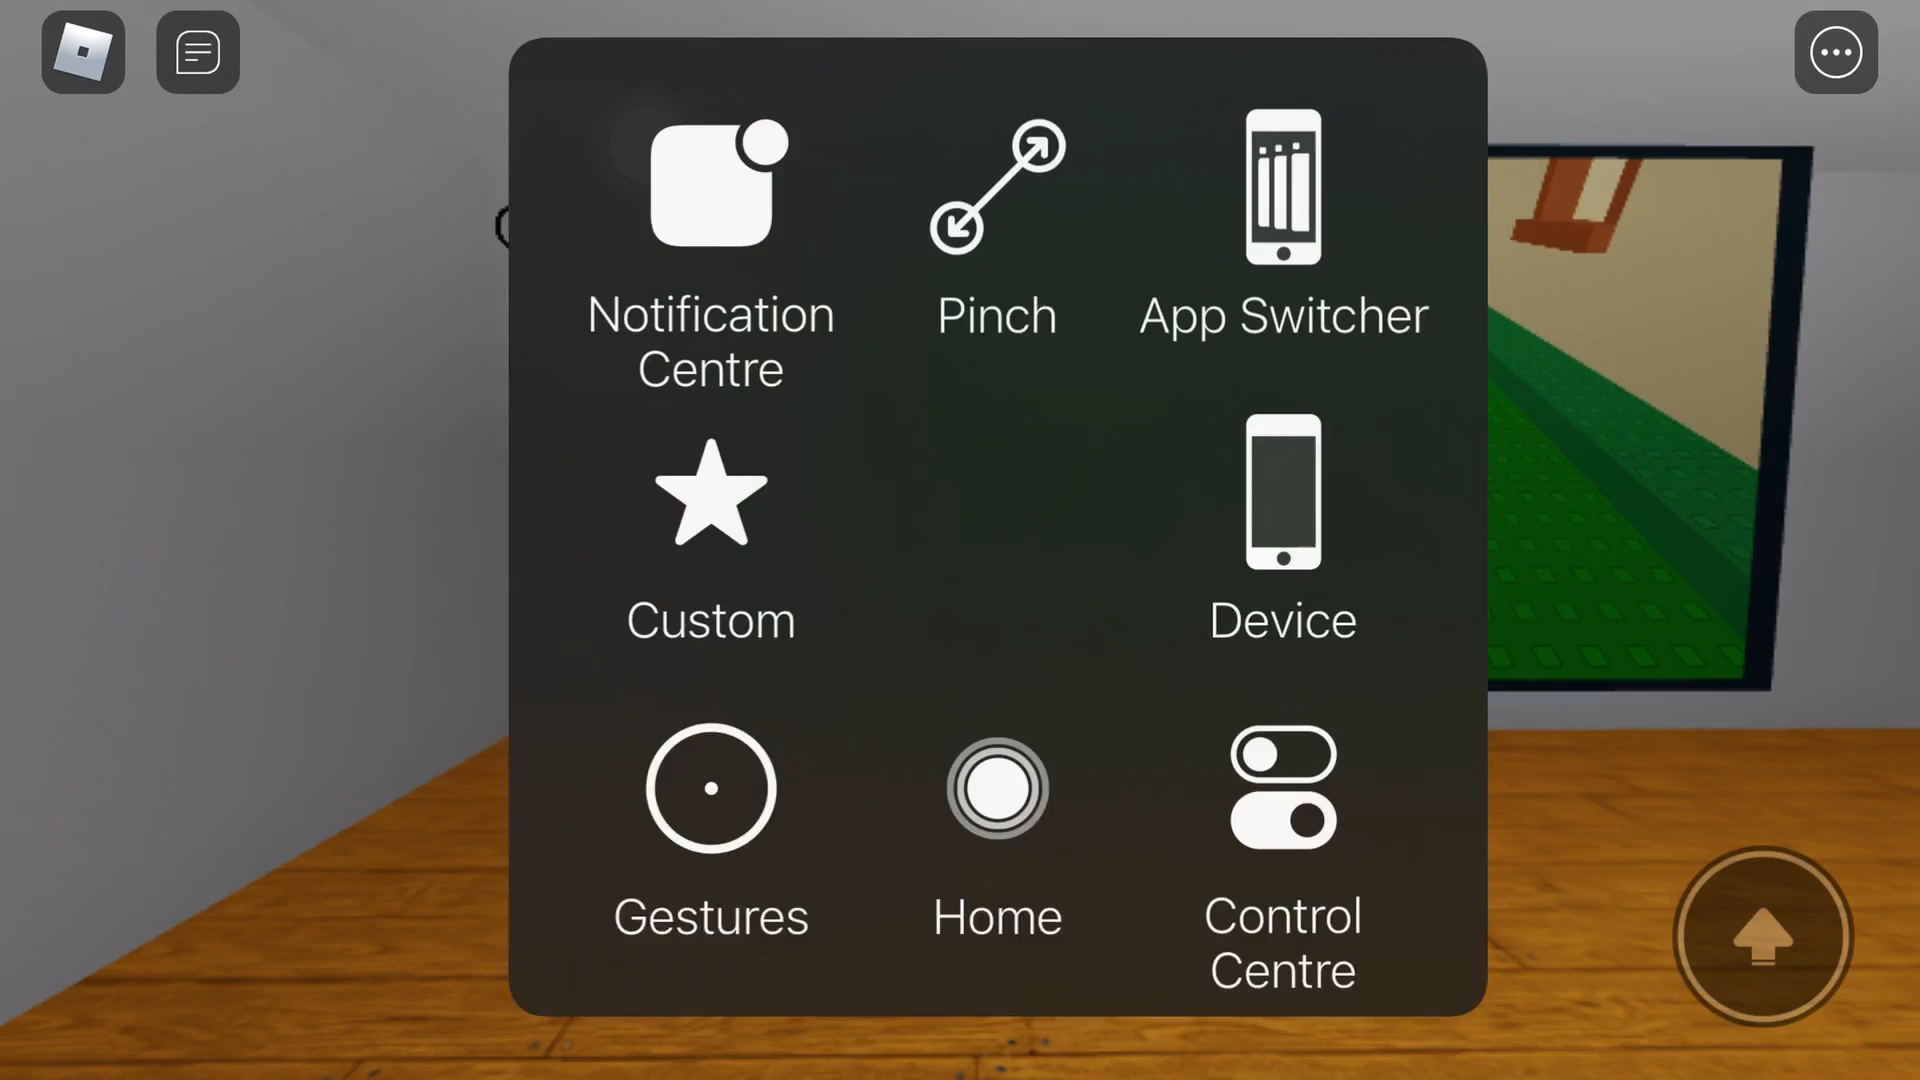 Notification
Centre
Pinch
App Switcher
Custom
Device
Gestures
Home
Control
Centre